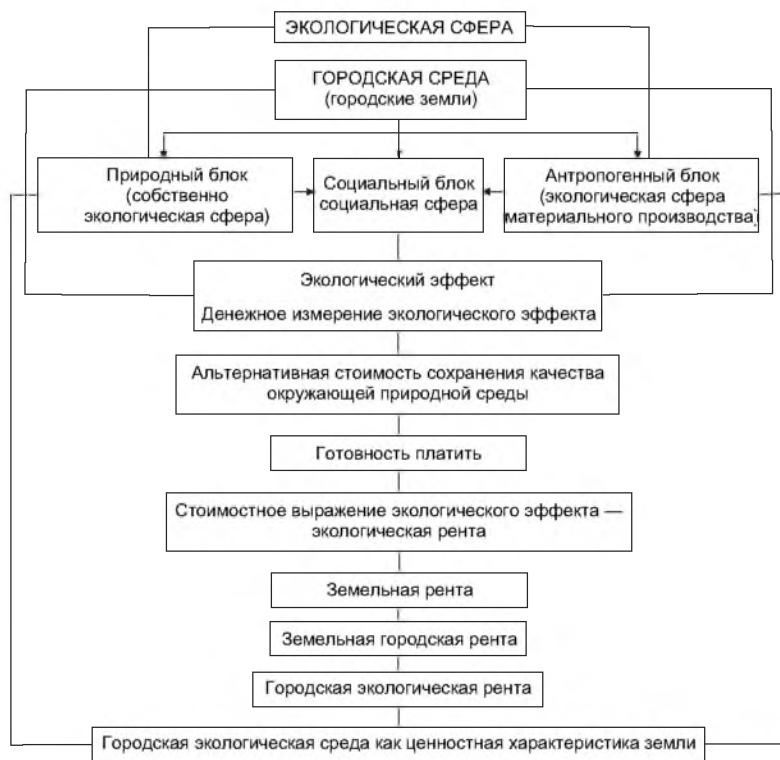 ЭКОЛОГИЧЕСКАЯ СФЕРА
ГОРОДСКАЯ СРЕДА
(городские земли)
Природный блок
(собственно
экологическая сфера)
Социальный блок
социальная сфера
Антропогенный блок
(экологическая сфера
материального производства)
Экологический эффект
Денежное измерение экологического эффекта
Альтернативная стоимость сохранения качества
окружающей природной среды
Готовность платить
Стоимостное выражение экологического эффекта —
экологическая рента
Земельная рента
Земельная городская рента
Городская экологическая рента
Городская экологическая среда как ценностная характеристика земли